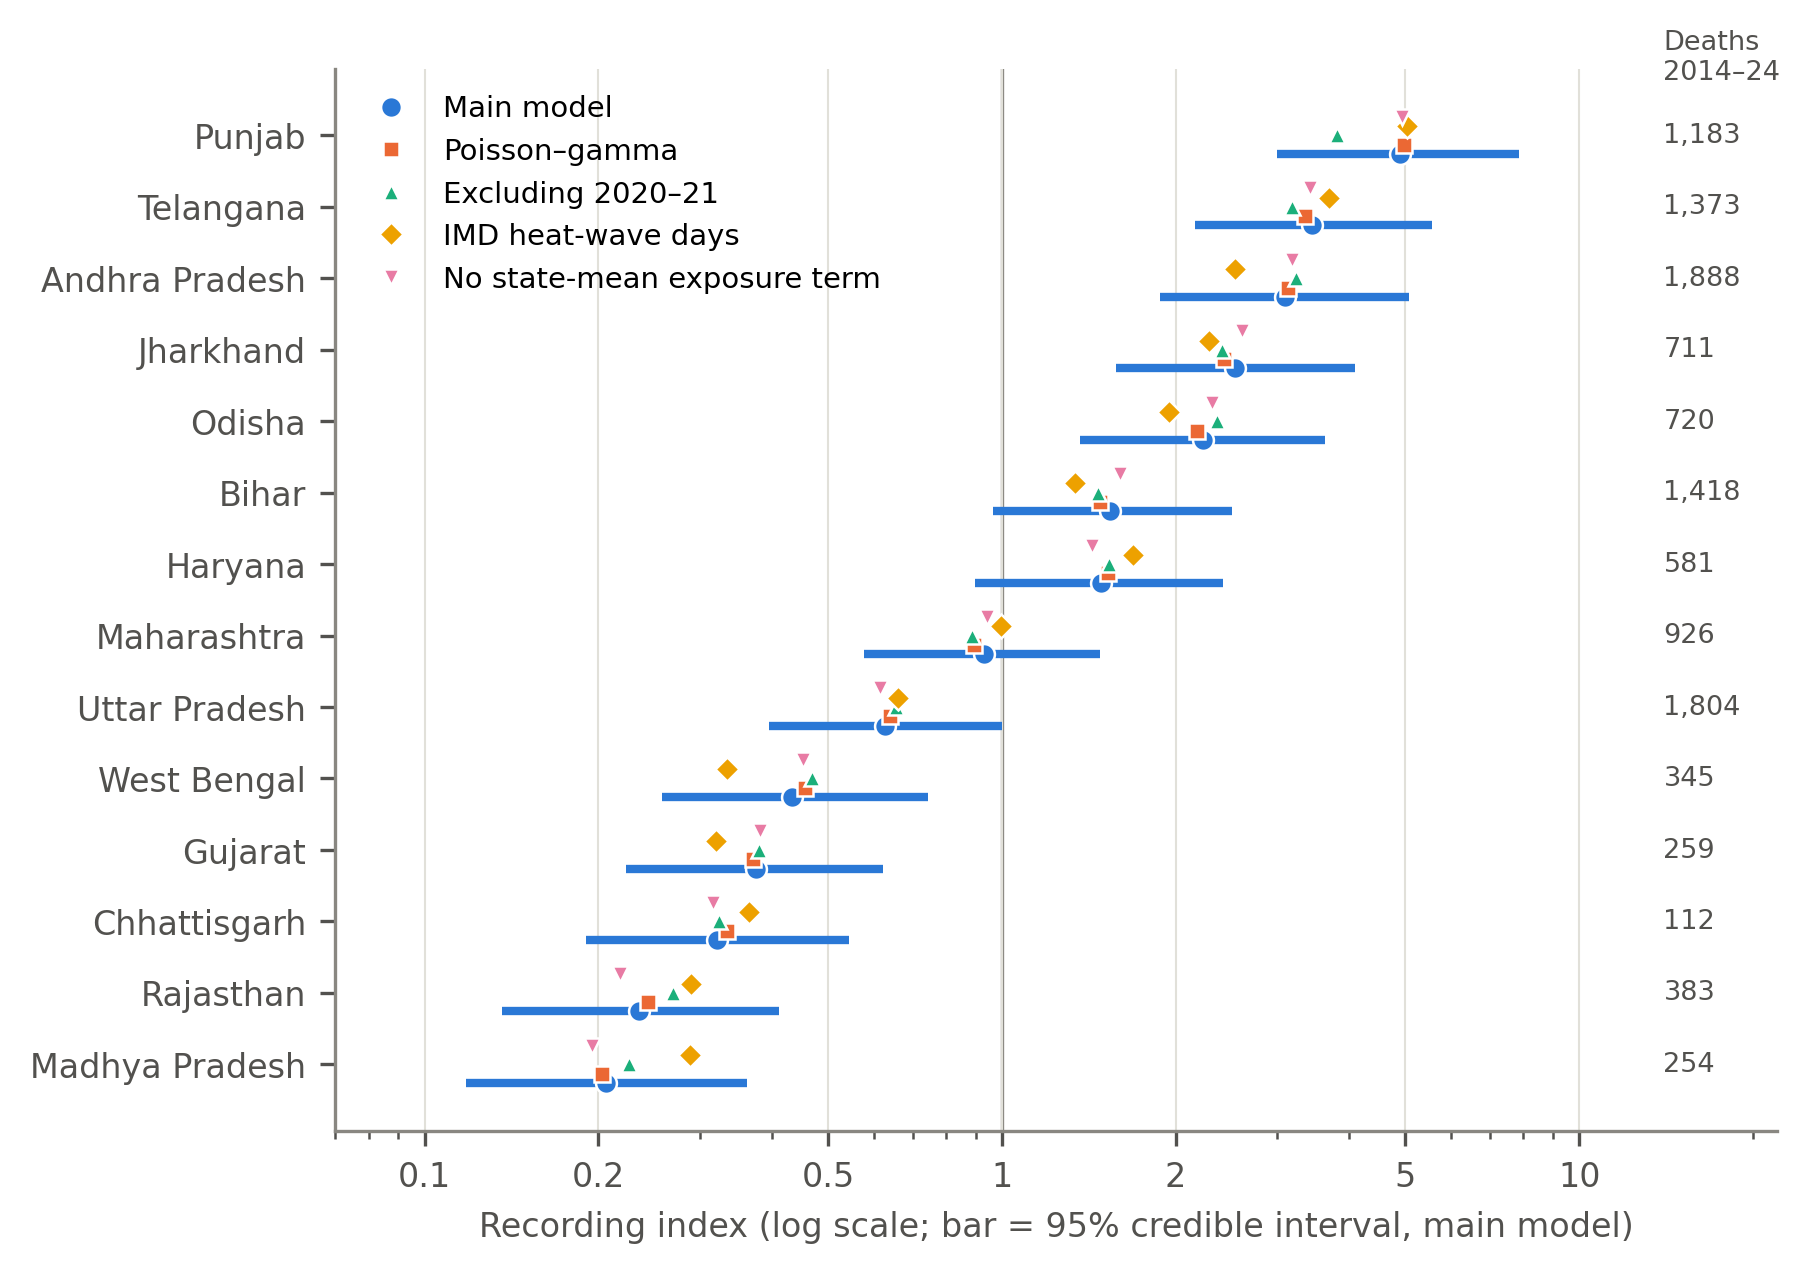 Deaths
2014–24
Main model
Poisson–gamma
Excluding 2020–21
IMD heat-wave days
No state-mean exposure term
Punjab 1,183
Telangana 1,373
Andhra Pradesh 1,888
Jharkhand 711
Odisha 720
Bihar 1,418
Haryana 581
Maharashtra 926
Uttar Pradesh 1,804
West Bengal 345
Gujarat 259
Chhattisgarh 112
Rajasthan 383
Madhya Pradesh 254
0.1 0.2 0.5 1 2 5 10
Recording index (log scale; bar = 95% credible interval, main model)